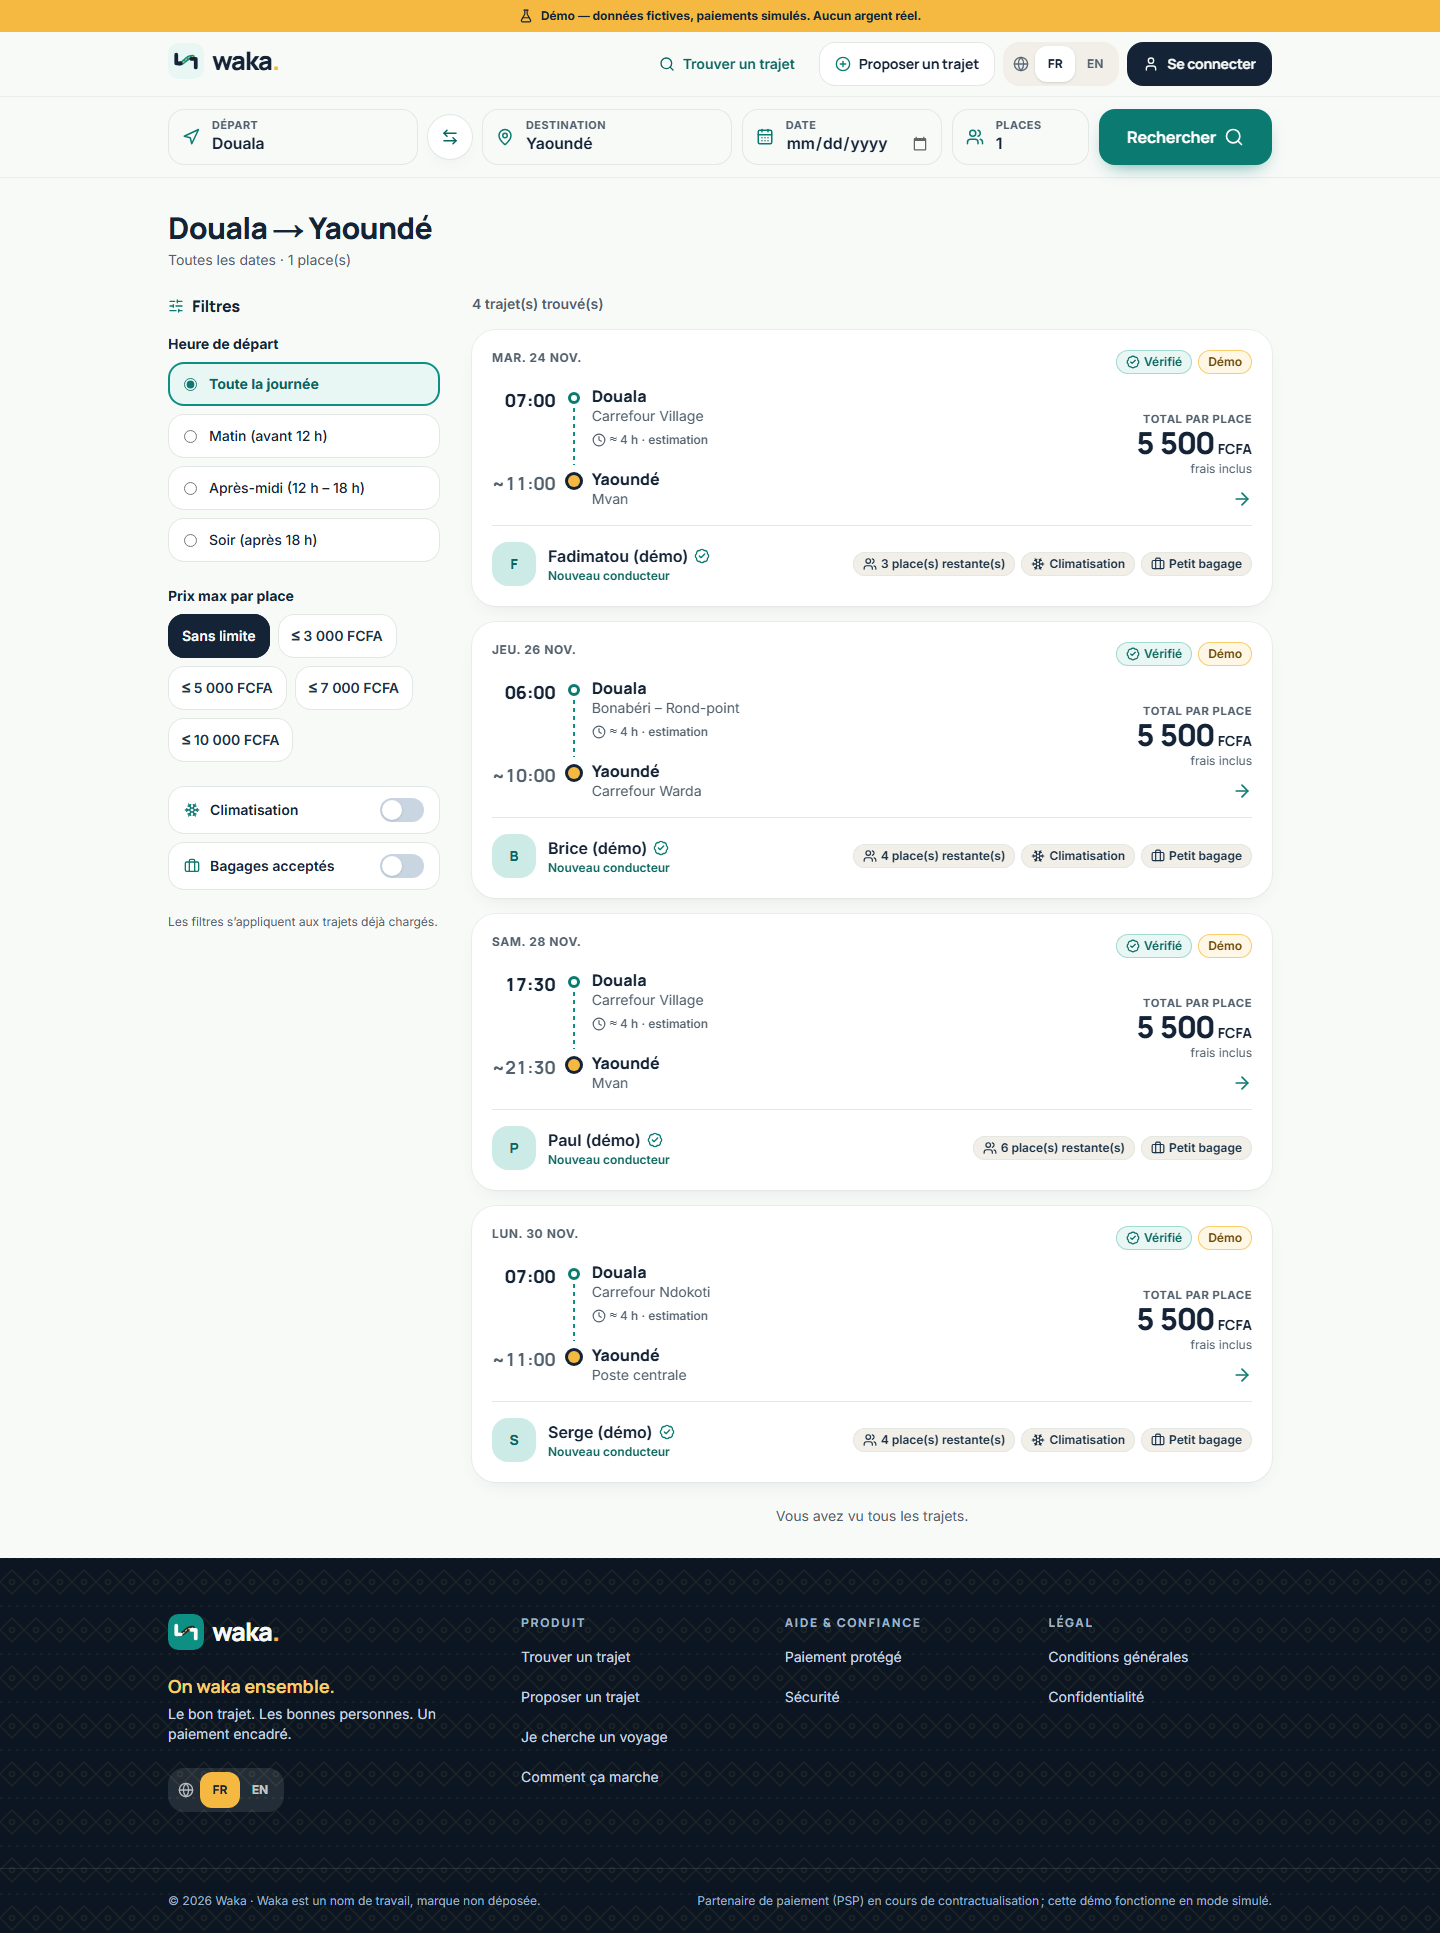 Démo — données fictives, paiements simulés. Aucun argent réel.
waka.
Trouver un trajet
Proposer un trajet
FR
EN
Se connecter
DÉPART
Douala
DESTINATION
Yaoundé
DATE
mm/dd/yyyy
PLACES
1
Rechercher
Douala → Yaoundé
Toutes les dates · 1 place(s)
Filtres
Heure de départ
Toute la journée
Matin (avant 12 h)
Après-midi (12 h – 18 h)
Soir (après 18 h)
Prix max par place
Sans limite
≤ 3 000 FCFA
≤ 5 000 FCFA
≤ 7 000 FCFA
≤ 10 000 FCFA
Climatisation
Bagages acceptés
Les filtres s’appliquent aux trajets déjà chargés.
4 trajet(s) trouvé(s)
MAR. 24 NOV.
Vérifié
Démo
07:00
Douala
Carrefour Village
≈ 4 h · estimation
~11:00
Yaoundé
Mvan
TOTAL PAR PLACE
5 500 FCFA
frais inclus
F
Fadimatou (démo)
Nouveau conducteur
3 place(s) restante(s)
Climatisation
Petit bagage
JEU. 26 NOV.
Vérifié
Démo
06:00
Douala
Bonabéri – Rond-point
≈ 4 h · estimation
~10:00
Yaoundé
Carrefour Warda
TOTAL PAR PLACE
5 500 FCFA
frais inclus
B
Brice (démo)
Nouveau conducteur
4 place(s) restante(s)
Climatisation
Petit bagage
SAM. 28 NOV.
Vérifié
Démo
17:30
Douala
Carrefour Village
≈ 4 h · estimation
~21:30
Yaoundé
Mvan
TOTAL PAR PLACE
5 500 FCFA
frais inclus
P
Paul (démo)
Nouveau conducteur
6 place(s) restante(s)
Petit bagage
LUN. 30 NOV.
Vérifié
Démo
07:00
Douala
Carrefour Ndokoti
≈ 4 h · estimation
~11:00
Yaoundé
Poste centrale
TOTAL PAR PLACE
5 500 FCFA
frais inclus
S
Serge (démo)
Nouveau conducteur
4 place(s) restante(s)
Climatisation
Petit bagage
Vous avez vu tous les trajets.
waka.
On waka ensemble.
Le bon trajet. Les bonnes personnes. Un
paiement encadré.
FR
EN
PRODUIT
Trouver un trajet
Proposer un trajet
Je cherche un voyage
Comment ça marche
AIDE & CONFIANCE
Paiement protégé
Sécurité
LÉGAL
Conditions générales
Confidentialité
© 2026 Waka · Waka est un nom de travail, marque non déposée.
Partenaire de paiement (PSP) en cours de contractualisation ; cette démo fonctionne en mode simulé.